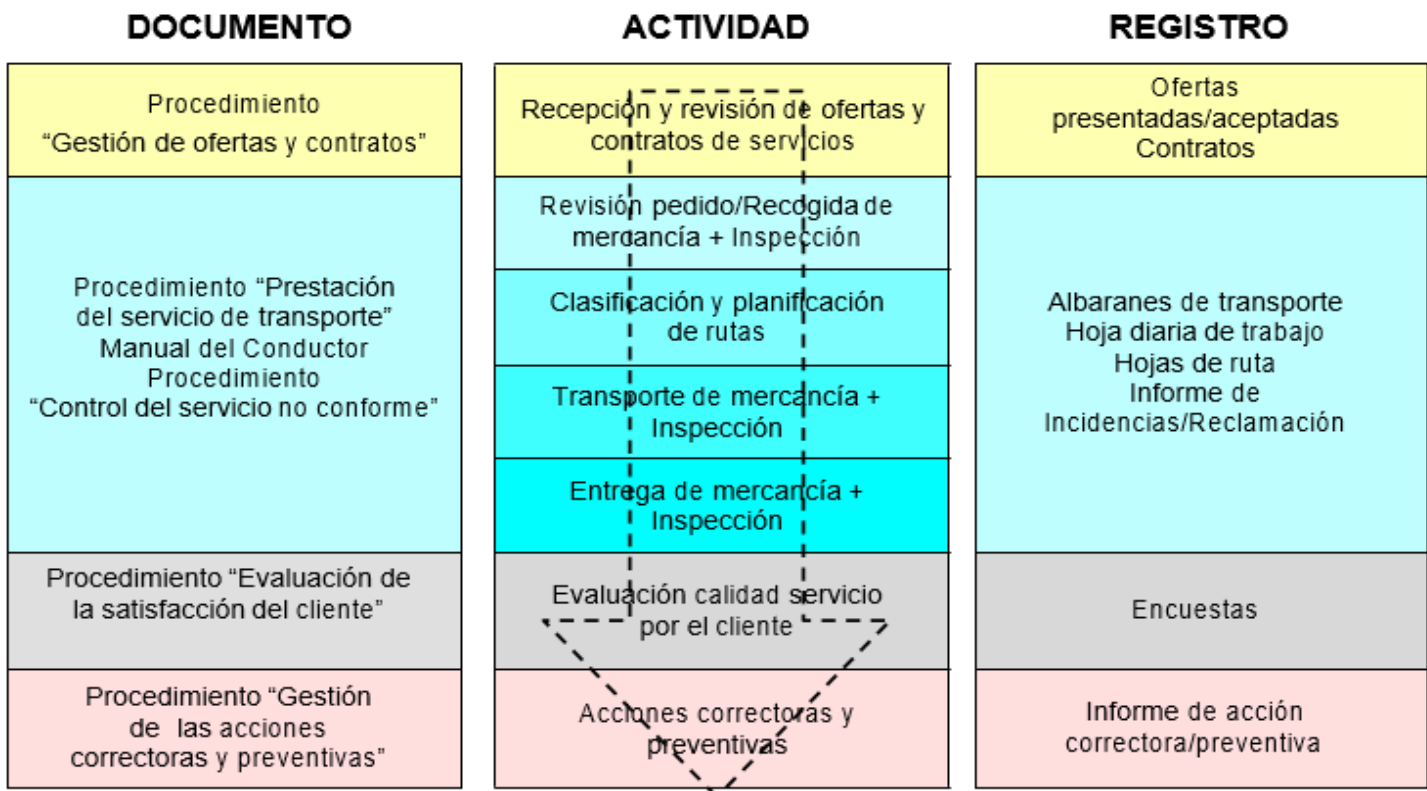 DOCUMENTO
Procedimiento
“Gestión de ofertas y contratos”
Procedimiento “Prestación
del servicio de transporte”
Manual del Conductor
Procedimiento
“Control del servicio no conforme”
Procedimiento “Evaluación de
la satisfacción del cliente”
Procedimiento “Gestión
de las acciones
correctoras y preventivas”
ACTIVIDAD
Recepción y revisión de ofertas y
contratos de servicios
Revisión pedido/Recogida de
mercancía + Inspección
Clasificación y planificación
de rutas
Transporte de mercancía +
Inspección
Entrega de mercancía +
Inspección
Evaluación calidad servicio
por el cliente
Acciones correctoras y
preventivas
REGISTRO
Ofertas
presentadas/aceptadas
Contratos
Albaranes de transporte
Hoja diaria de trabajo
Hojas de ruta
Informe de
Incidencias/Reclamación
Encuestas
Informe de acción
correctora/preventiva